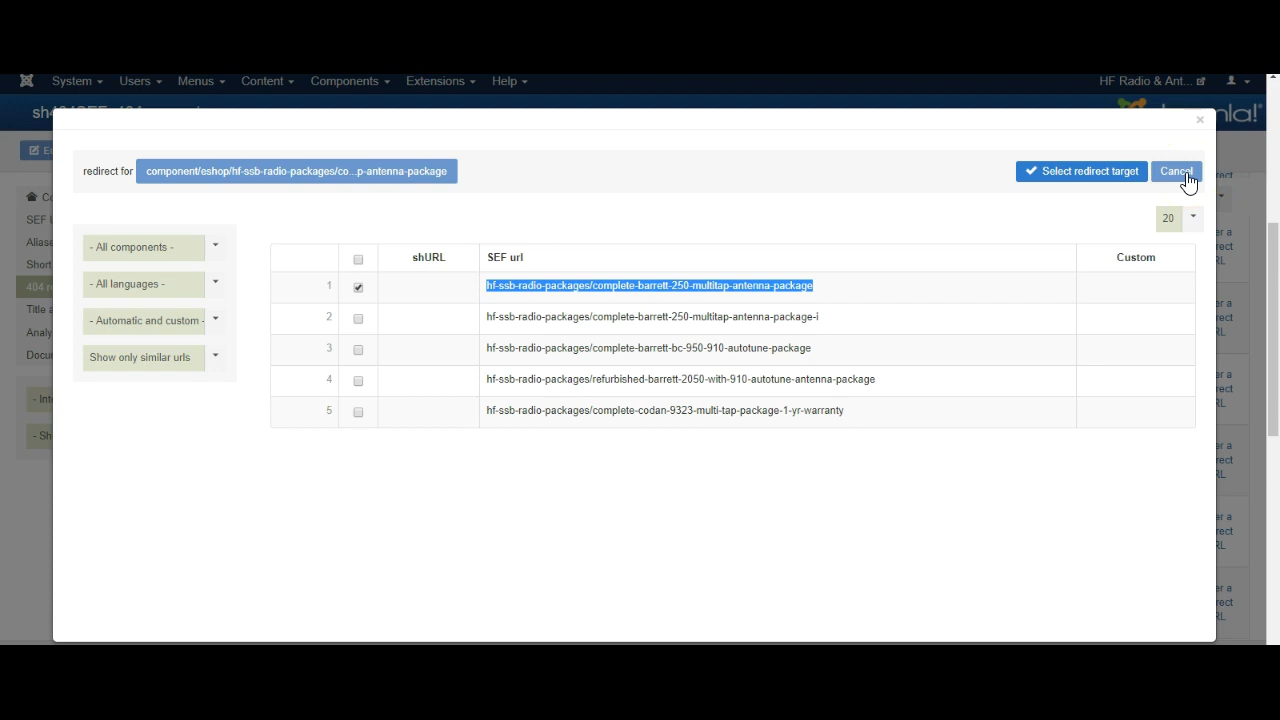 System Users Menus Content Components Extensions Help HF Radio & Ant...
redirect for component/eshop/hf-ssb-radio-packages/co...p-antenna-package Select redirect target Cancel
20
- All components -
- All languages -
- Automatic and custom -
Show only similar urls
shURL SEF url Custom
1 hf-ssb-radio-packages/complete-barrett-250-multitap-antenna-package
2 hf-ssb-radio-packages/complete-barrett-250-multitap-antenna-package-i
3 hf-ssb-radio-packages/complete-barrett-bc-950-910-autotune-package
4 hf-ssb-radio-packages/refurbished-barrett-2050-with-910-autotune-antenna-package
5 hf-ssb-radio-packages/complete-codan-9323-multi-tap-package-1-yr-warranty